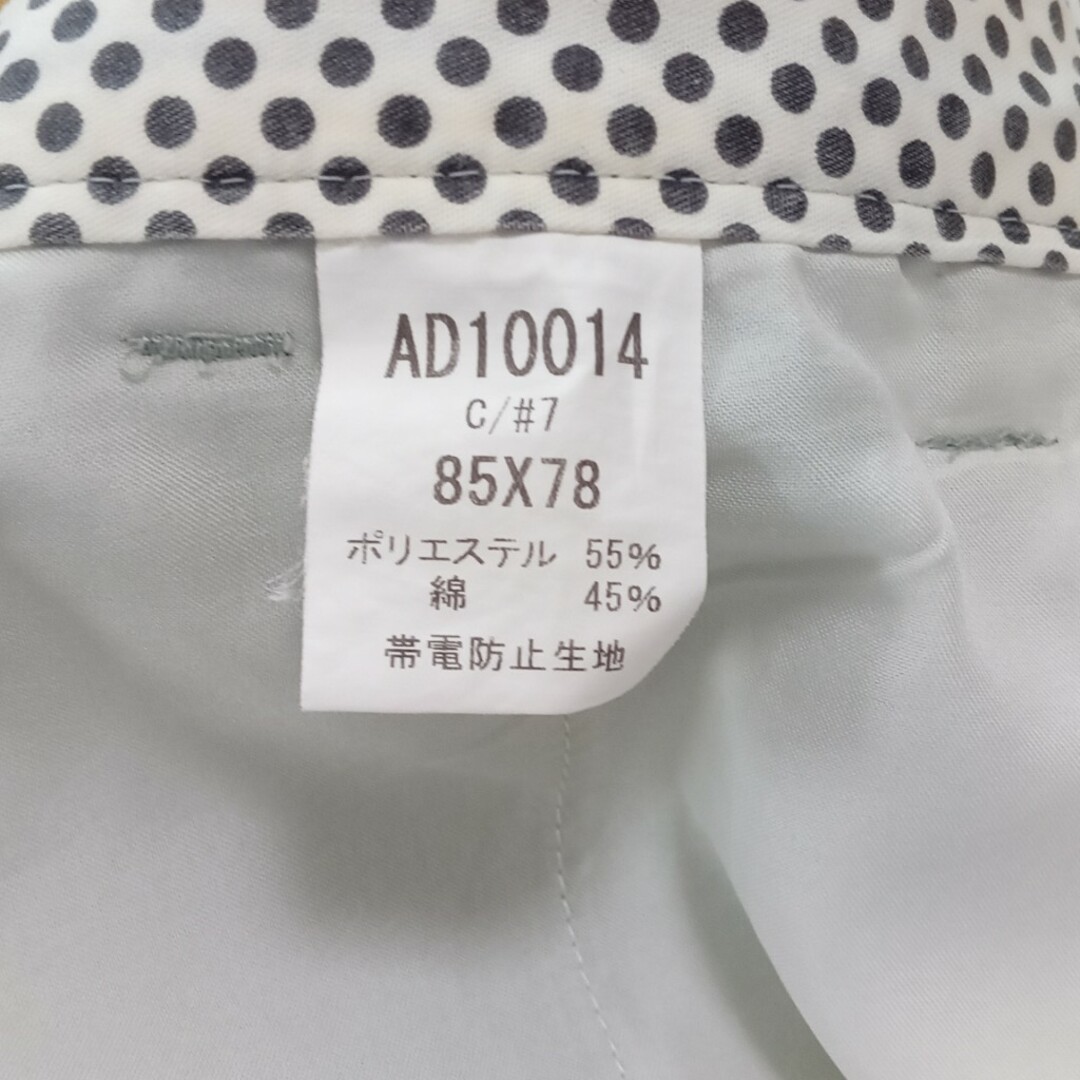 AD10014
C/#7
85X78
ポリエステル 55%
綿 45%
帯電防止生地